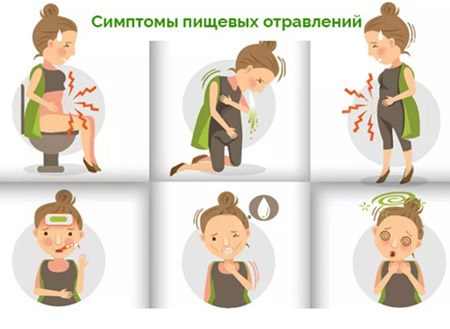 Симптомы пищевых отравлений